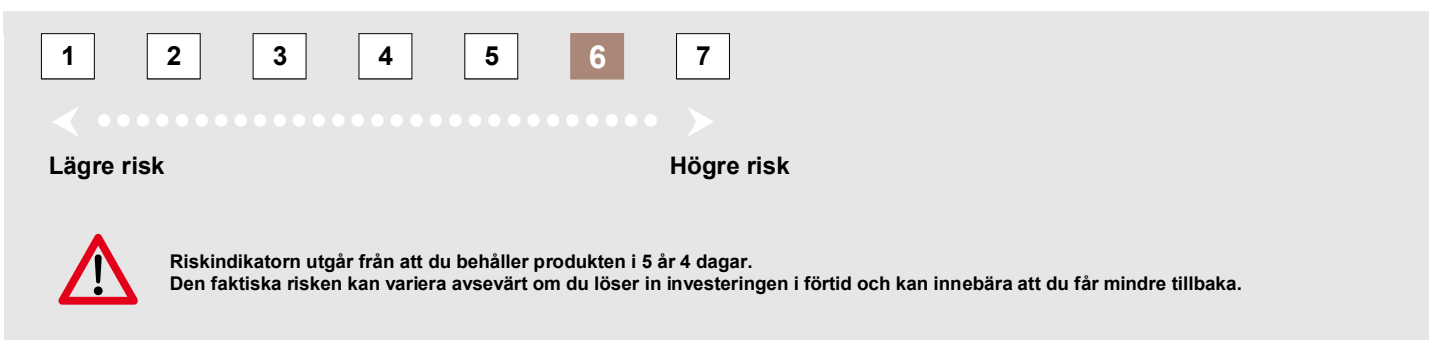 1 2 3 4 5 6 7
Lägre risk Högre risk
Riskindikatorn utgår från att du behåller produkten i 5 år 4 dagar.
Den faktiska risken kan variera avsevärt om du löser in investeringen i förtid och kan innebära att du får mindre tillbaka.